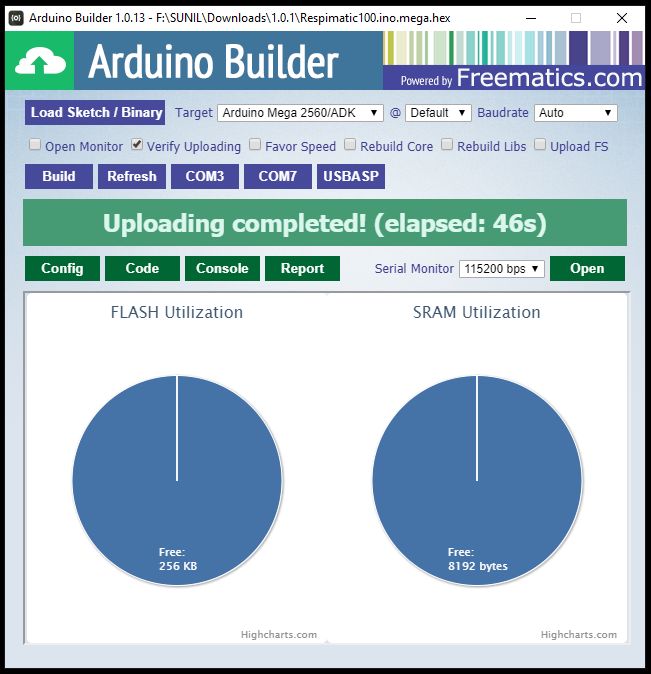 Arduino Builder 1.0.13 - F:\SUNIL\Downloads\1.0.1\Respimatic100.ino.mega.hex
Arduino Builder
Powered by Freematics.com
Load Sketch / Binary Target Arduino Mega 2560/ADK @ Default Baudrate Auto
Open Monitor Verify Uploading Favor Speed Rebuild Core Rebuild Libs Upload FS
Build Refresh COM3 COM7 USBASP
Uploading completed! (elapsed: 46s)
Config Code Console Report Serial Monitor 115200 bps Open
FLASH Utilization SRAM Utilization
Free: Free:
256 KB 8192 bytes
Highcharts.com Highcharts.com